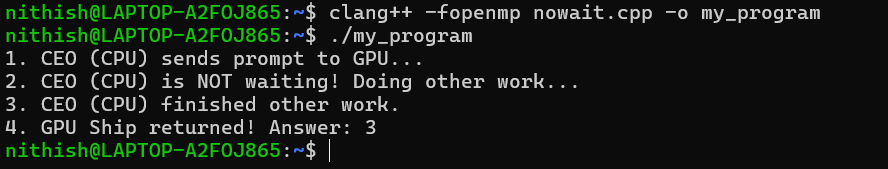 nithish@LAPTOP-A2FOJ865:~$ clang++ -fopenmp nowait.cpp -o my_program
nithish@LAPTOP-A2FOJ865:~$ ./my_program
1. CEO (CPU) sends prompt to GPU...
2. CEO (CPU) is NOT waiting! Doing other work...
3. CEO (CPU) finished other work.
4. GPU Ship returned! Answer: 3
nithish@LAPTOP-A2FOJ865:~$